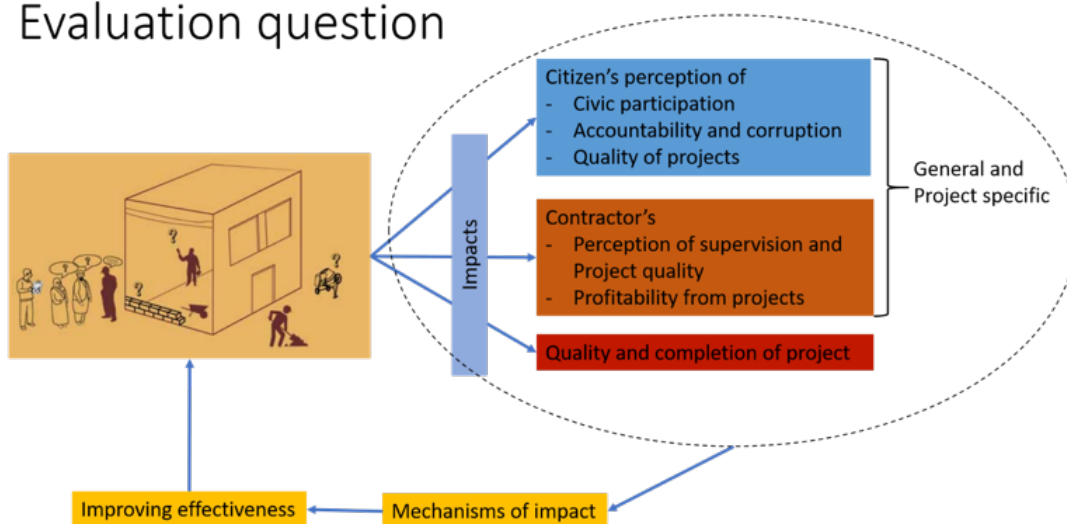 Evaluation question
Citizen's perception of
- Civic participation
- Accountability and corruption
- Quality of projects
General and
Project specific
Impacts
Contractor's
- Perception of supervision and
Project quality
- Profitability from projects
Quality and completion of project
?
?
?
?
?
Improving effectiveness
Mechanisms of impact